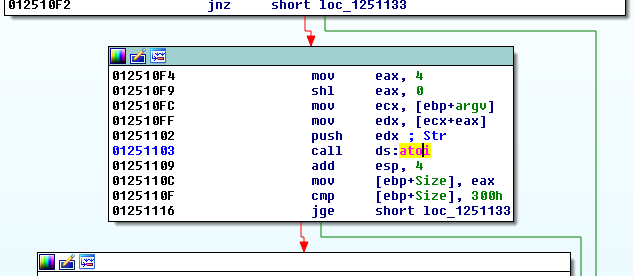 012510F2 jnz short loc_1251133
012510F4 mov eax, 4
012510F9 shl eax, 0
012510FC mov ecx, [ebp+argv]
012510FF mov edx, [ecx+eax]
01251102 push edx ; Str
01251103 call ds:atoi
01251109 add esp, 4
0125110C mov [ebp+Size], eax
0125110F cmp [ebp+Size], 300h
01251116 jge short loc_1251133